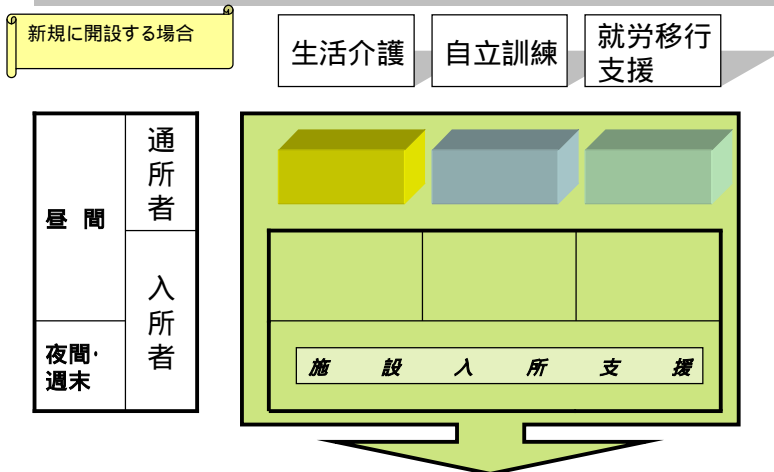 新規に開設する場合
生活介護
自立訓練
就労移行
支援
昼 間
通所者
入所者
夜間･
週末
施 設 入 所 支 援